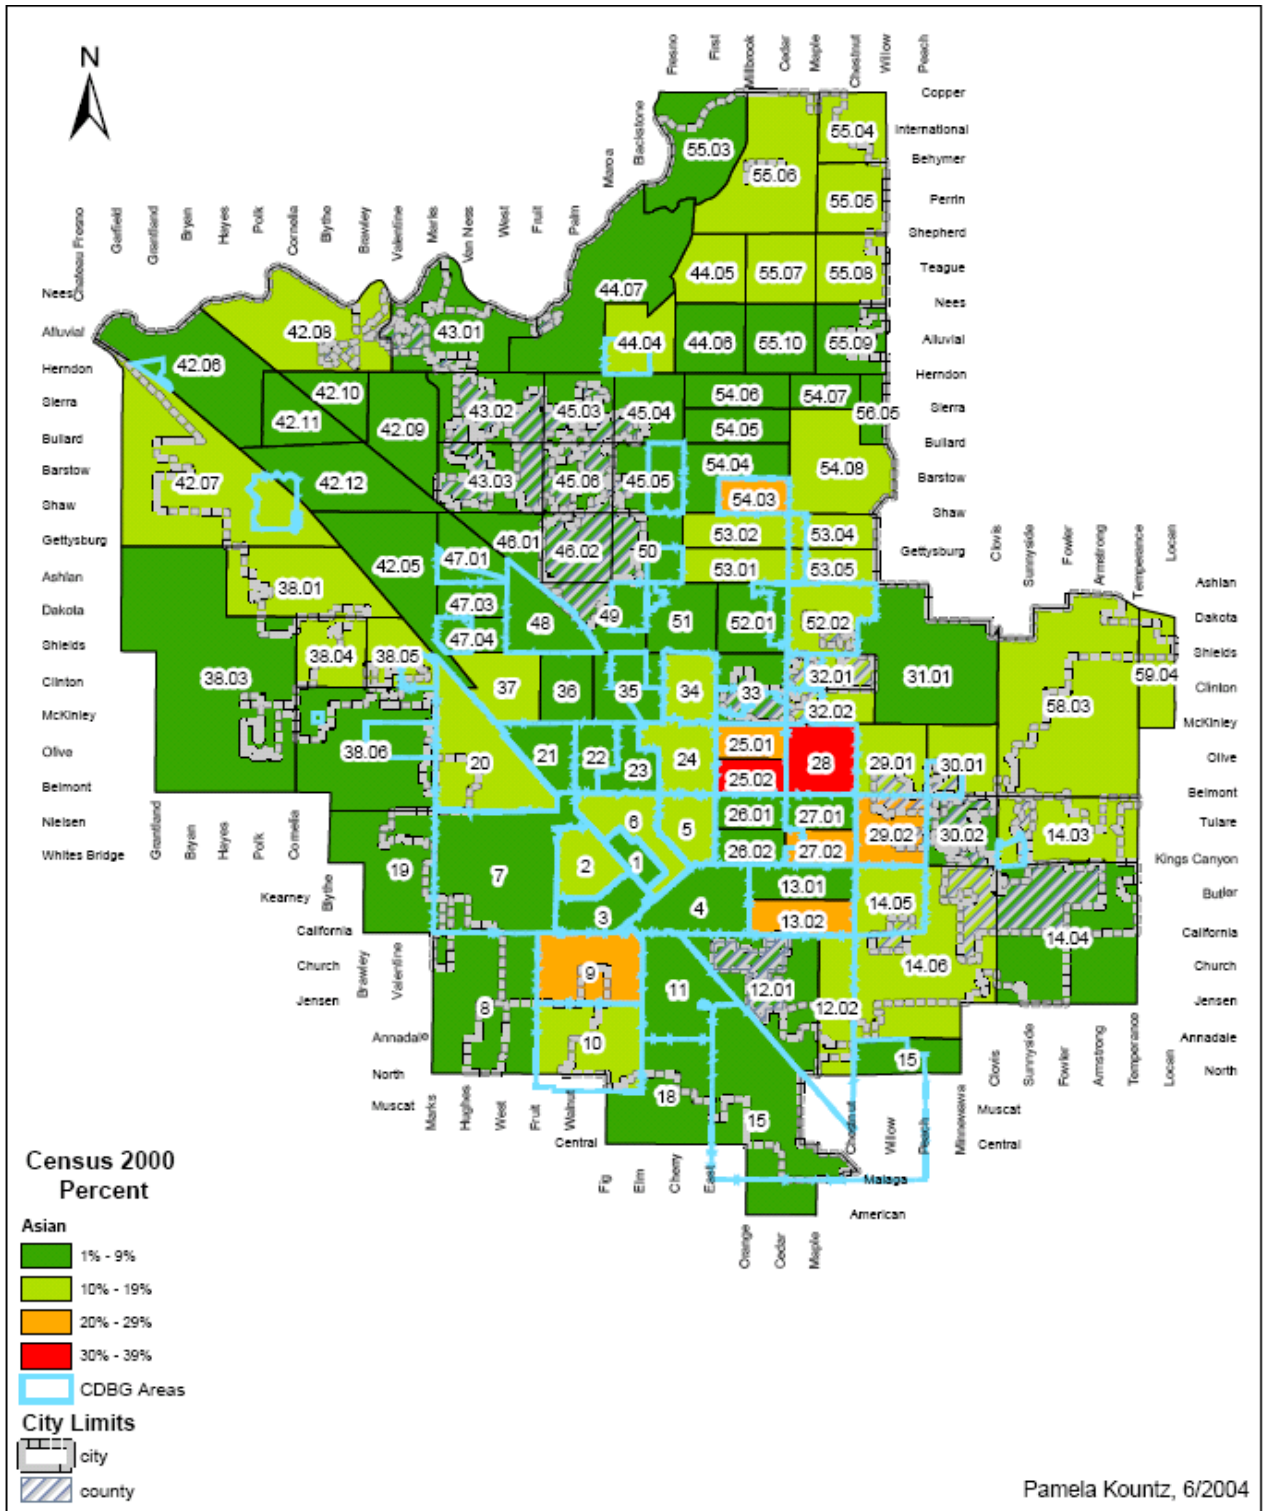 N
Fresno
First
Millbrook
Cedar
Maple
Chestnut
Willow
Peach
Copper
International
Behymer
Perrin
Shepherd
Teague
Nees
Alluvial
Herndon
Sierra
Bullard
Barstow
Shaw
Gettysburg
Maroa
Blackstone
Chateau Fresno
Garfield
Grantland
Bryan
Hayes
Polk
Cornelia
Blythe
Brawley
Valentine
Marks
Van Ness
West
Fruit
Palm
Nees
Alluvial
Herndon
Sierra
Bullard
Barstow
Shaw
Gettysburg
Ashlan
Dakota
Shields
Clinton
McKinley
Olive
Belmont
Nielsen
Whites Bridge
Clovis
Sunnyside
Fowler
Armstrong
Temperance
Locan
Ashlan
Dakota
Shields
Clinton
McKinley
Olive
Belmont
Tulare
Kings Canyon
Butler
California
Church
Jensen
Annadale
North
55.03
55.04
55.06
55.05
44.05
55.07
55.08
44.07
42.08
43.01
44.04
44.06
55.10
55.09
42.06
42.10
42.11
42.09
43.02
45.03
45.04
54.06
54.07
56.05
54.05
42.07
42.12
43.03
45.06
45.05
54.04
54.03
54.08
46.01
46.02
50
53.02
53.04
42.05
47.01
53.01
53.05
38.01
47.03
47.04
48
49
51
52.01
52.02
38.03
38.04
38.05
37
36
35
34
33
32.01
32.02
31.01
58.03
59.04
38.06
20
21
22
23
24
25.01
25.02
28
29.01
30.01
6
5
26.01
26.02
27.01
27.02
29.02
30.02
14.03
19
7
2
1
3
4
13.01
13.02
14.05
14.04
9
11
12.01
12.02
14.06
8
10
15
18
15
Grantland
Bryan
Hayes
Polk
Cornelia
Kearney
Blythe
California
Church
Jensen
Brawley
Valentine
Annadale
North
Muscat
Marks
Hughes
West
Fruit
Walnut
Central
Fig
Elm
Cherry
East
Orange
Cedar
Maple
Chestnut
Willow
Peach
Minnewawa
Clovis
Sunnyside
Fowler
Armstrong
Temperance
Locan
Muscat
Central
Malaga
American
Census 2000
Percent
Asian
1% - 9%
10% - 19%
20% - 29%
30% - 39%
CDBG Areas
City Limits
city
county
Pamela Kountz, 6/2004